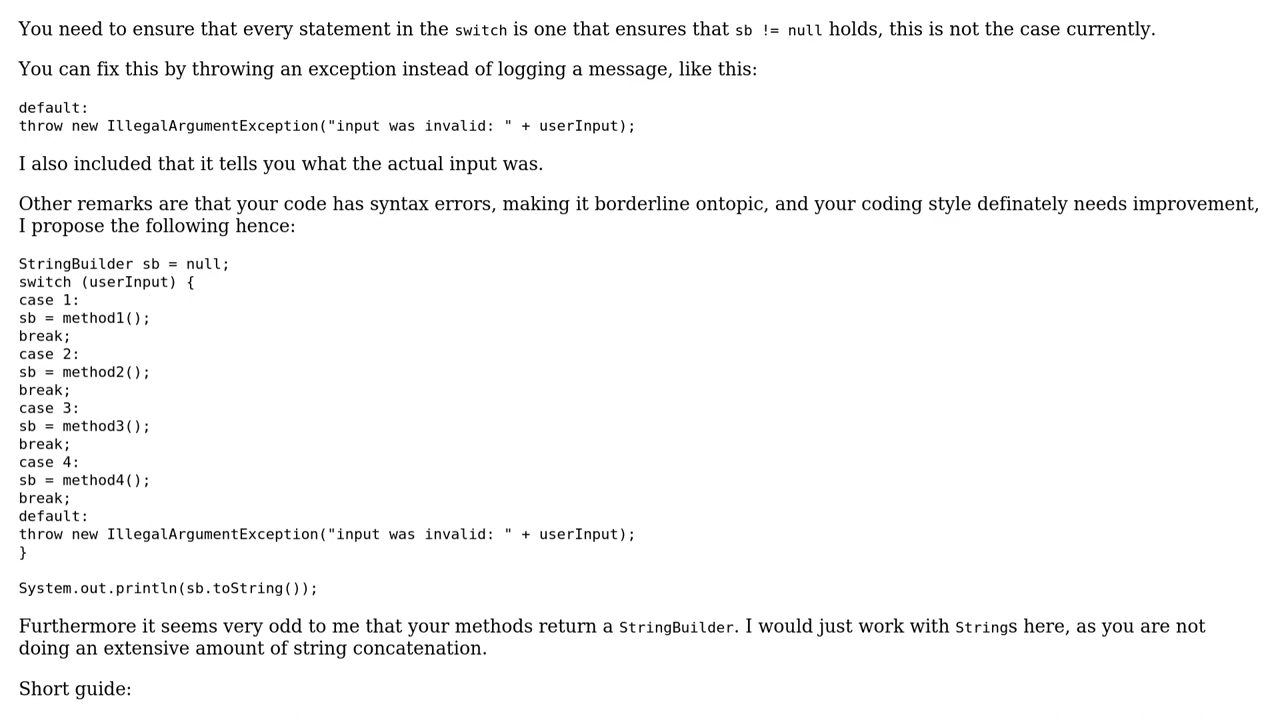 You need to ensure that every statement in the switch is one that ensures that sb != null holds, this is not the case currently.
You can fix this by throwing an exception instead of logging a message, like this:
default:
throw new IllegalArgumentException("input was invalid: " + userInput);
I also included that it tells you what the actual input was.
Other remarks are that your code has syntax errors, making it borderline ontopic, and your coding style definately needs improvement,
I propose the following hence:
StringBuilder sb = null;
switch (userInput) {
case 1:
sb = method1();
break;
case 2:
sb = method2();
break;
case 3:
sb = method3();
break;
case 4:
sb = method4();
break;
default:
throw new IllegalArgumentException("input was invalid: " + userInput);
}
System.out.println(sb.toString());
Furthermore it seems very odd to me that your methods return a StringBuilder. I would just work with Strings here, as you are not
doing an extensive amount of string concatenation.
Short guide: